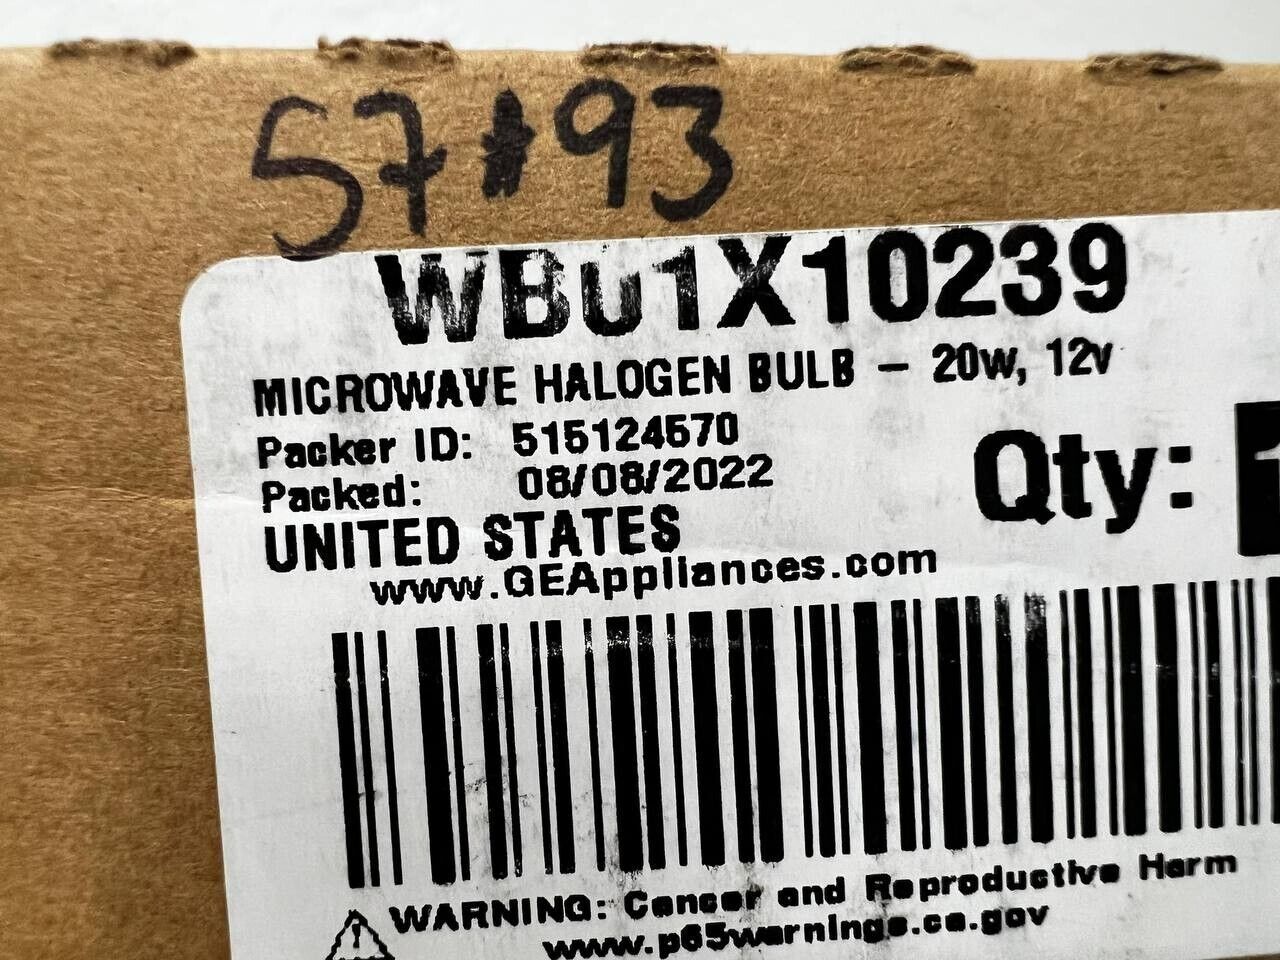 57#93
WB01X10239
MICROWAVE HALOGEN BULB – 20W, 12V
Packer ID: 515124570
Packed: 08/08/2022
Qty: 1
UNITED STATES
www.GEAppliances.com
WARNING: Cancer and Reproductive Harm
www.p65warnings.ca.gov